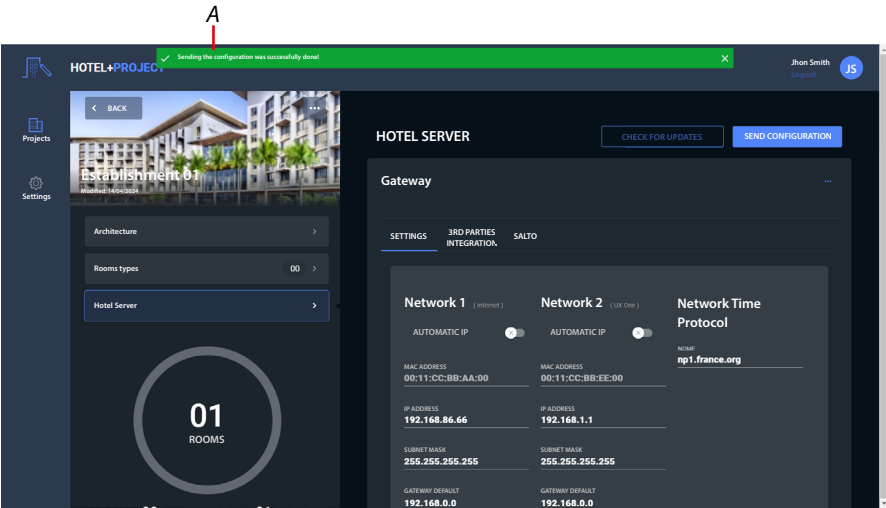 A
Sending the configuration was successfully done!
HOTEL+PROJECT
Jhon Smith
Logout
JS
Projects
Settings
BACK
Establishment 01
Modified: 14/04/2024
Architecture
Rooms types 00
Hotel Server
01
ROOMS
HOTEL SERVER
CHECK FOR UPDATES
SEND CONFIGURATION
Gateway
SETTINGS
3RD PARTIES
INTEGRATION
SALTO
Network 1 ( Internet )
AUTOMATIC IP
MAC ADDRESS
00:11:CC:BB:AA:00
IP ADDRESS
192.168.86.66
SUBNET MASK
255.255.255.255
GATEWAY DEFAULT
192.168.0.0
Network 2 ( UX One )
AUTOMATIC IP
MAC ADDRESS
00:11:CC:BB:EE:00
IP ADDRESS
192.168.1.1
SUBNET MASK
255.255.255.255
GATEWAY DEFAULT
192.168.0.0
Network Time
Protocol
NOME
np1.france.org